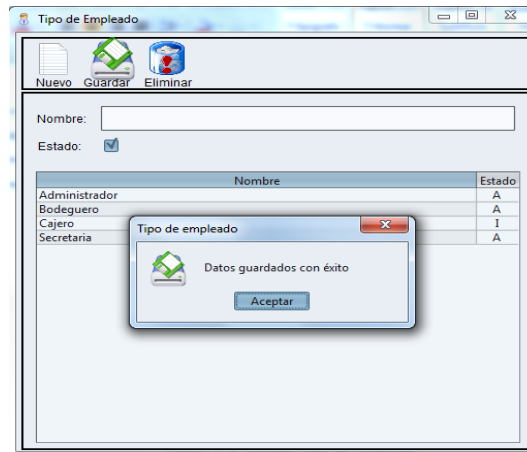 Tipo de Empleado
Nuevo Guardar Eliminar
Nombre:
Estado:
Nombre Estado
Administrador A
Bodeguero A
Cajero I
Secretaria A
Tipo de empleado
Datos guardados con éxito
Aceptar